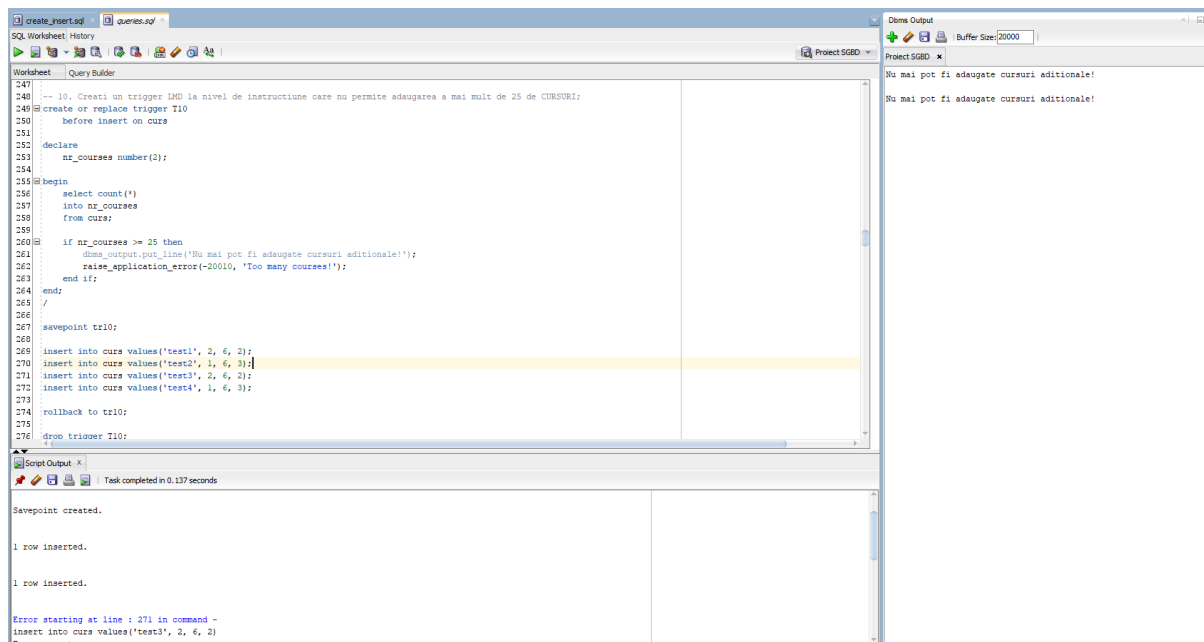 create_insert.sql
queries.sql
SQL Worksheet History
Project SGBD
Worksheet Query Builder
247
248 -- 10. Creati un trigger LMD la nivel de instructiune care nu permite adaugarea a mai mult de 25 de CURSURI;
249 create or replace trigger T10
250 before insert on curs
251
252 declare
253 nr_courses number(2);
254
255 begin
256 select count(*)
257 into nr_courses
258 from curs;
259
260 if nr_courses >= 25 then
261 dbms_output.put_line('Nu mai pot fi adaugate cursuri aditionale!');
262 raise_application_error(-20010, 'Too many courses!');
263 end if;
264 end;
265 /
266
267 savepoint tr10;
268
269 insert into curs values('test1', 2, 6, 2);
270 insert into curs values('test2', 1, 6, 3);
271 insert into curs values('test3', 2, 6, 2);
272 insert into curs values('test4', 1, 6, 3);
273
274 rollback to tr10;
275
276 drop trigger T10;
Script Output
Task completed in 0.137 seconds
Savepoint created.
1 row inserted.
1 row inserted.
Error starting at line : 271 in command -
insert into curs values('test3', 2, 6, 2)
Dbms Output
Buffer Size: 20000
Proiect SGBD
Nu mai pot fi adaugate cursuri aditionale!
Nu mai pot fi adaugate cursuri aditionale!